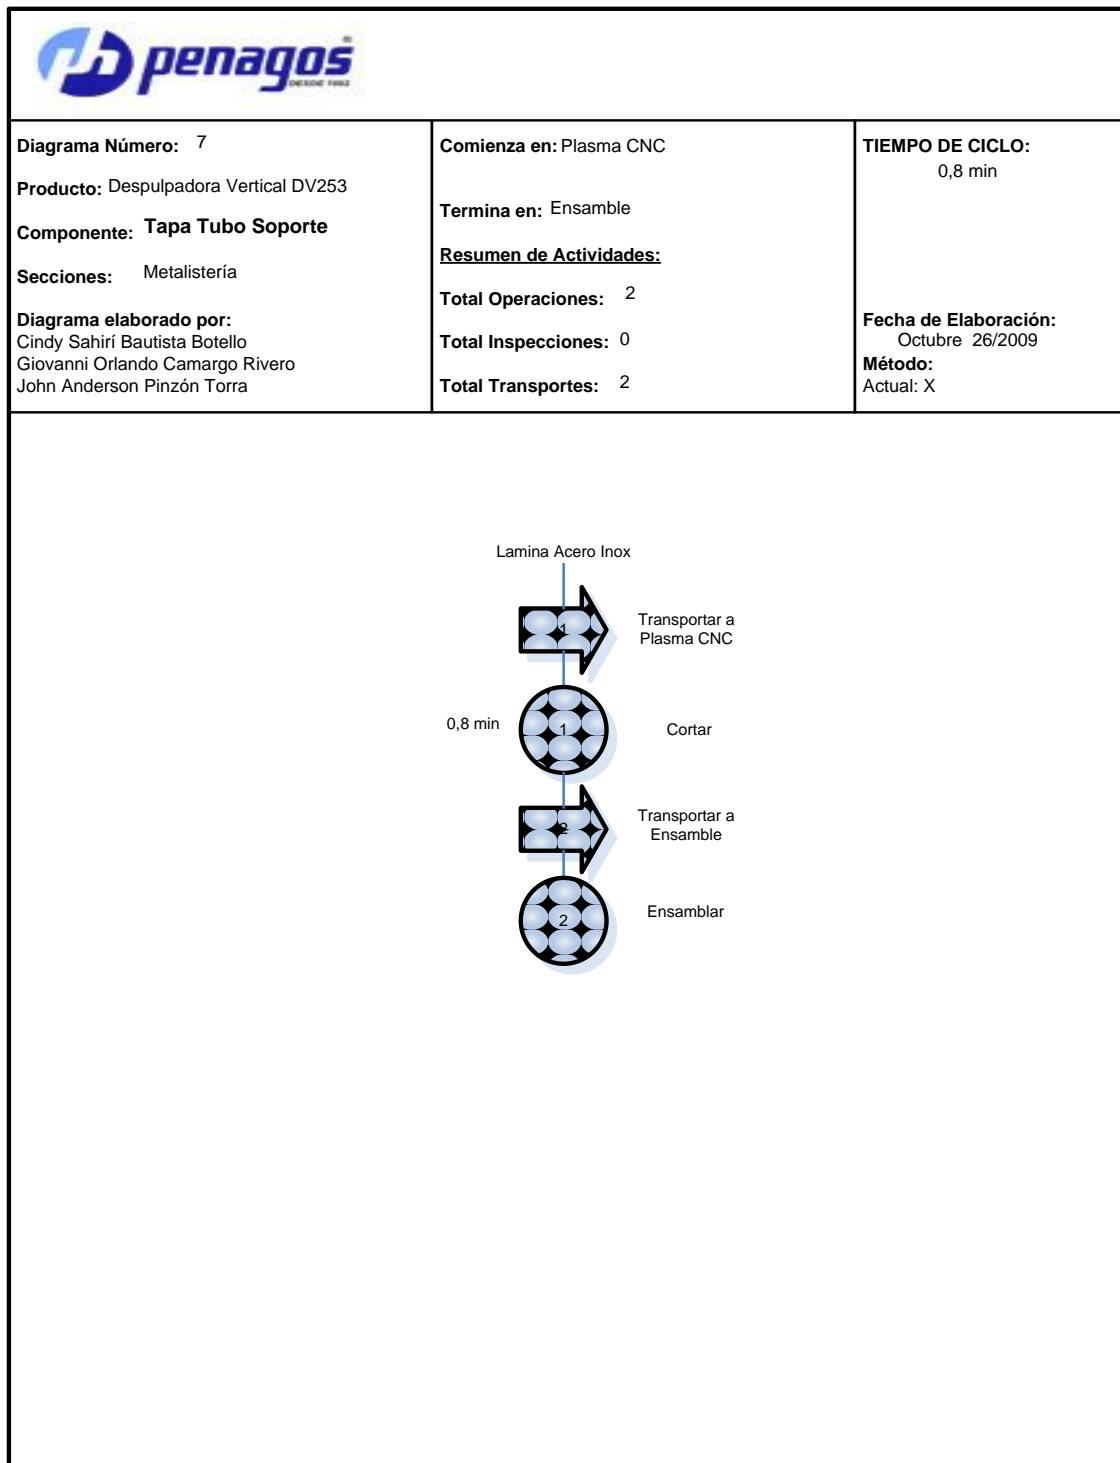 penagos
DESDE 1892
Diagrama Número: 7
Producto: Despulpadora Vertical DV253
Componente: Tapa Tubo Soporte
Secciones: Metalistería
Diagrama elaborado por:
Cindy Sahirí Bautista Botello
Giovanni Orlando Camargo Rivero
John Anderson Pinzón Torra
Comienza en: Plasma CNC
Termina en: Ensamble
Resumen de Actividades:
Total Operaciones: 2
Total Inspecciones: 0
Total Transportes: 2
TIEMPO DE CICLO:
0,8 min
Fecha de Elaboración:
Octubre 26/2009
Método:
Actual: X
Lamina Acero Inox
1
Transportar a
Plasma CNC
0,8 min
1
Cortar
2
Transportar a
Ensamble
2
Ensamblar